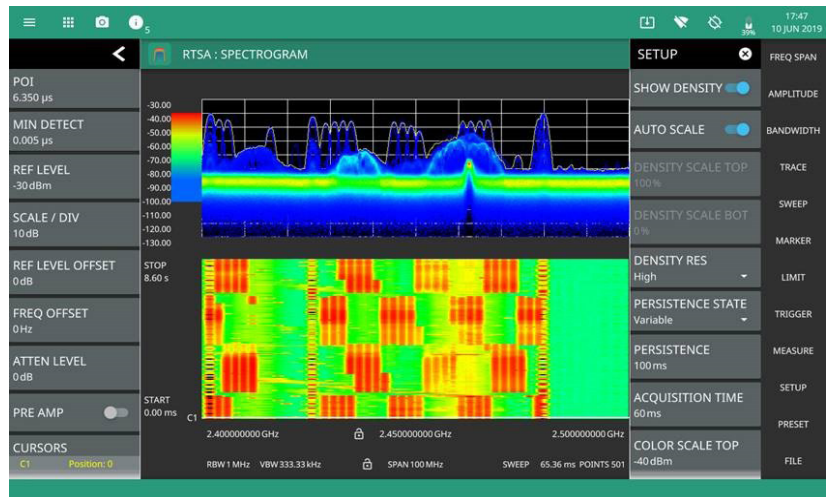 5
39%
17:47
10 JUN 2019
RTSA : SPECTROGRAM
SETUP
FREQ SPAN
POI
6.350 µs
MIN DETECT
0.005 µs
REF LEVEL
-30 dBm
SCALE / DIV
10 dB
REF LEVEL OFFSET
0 dB
FREQ OFFSET
0 Hz
ATTEN LEVEL
0 dB
PRE AMP
CURSORS
C1 Position: 0
-30.00
-40.00
-50.00
-60.00
-70.00
-80.00
-90.00
-100.00
-110.00
-120.00
-130.00
STOP
8.60 s
START
0.00 ms
C1
2.400000000 GHz
2.450000000 GHz
2.500000000 GHz
RBW 1 MHz VBW 333.33 kHz
SPAN 100 MHz
SWEEP 65.36 ms POINTS 501
SHOW DENSITY
AUTO SCALE
DENSITY SCALE TOP
100 %
DENSITY SCALE BOT
0 %
DENSITY RES
High
PERSISTENCE STATE
Variable
PERSISTENCE
100 ms
ACQUISITION TIME
60 ms
COLOR SCALE TOP
-40 dBm
AMPLITUDE
BANDWIDTH
TRACE
SWEEP
MARKER
LIMIT
TRIGGER
MEASURE
SETUP
PRESET
FILE